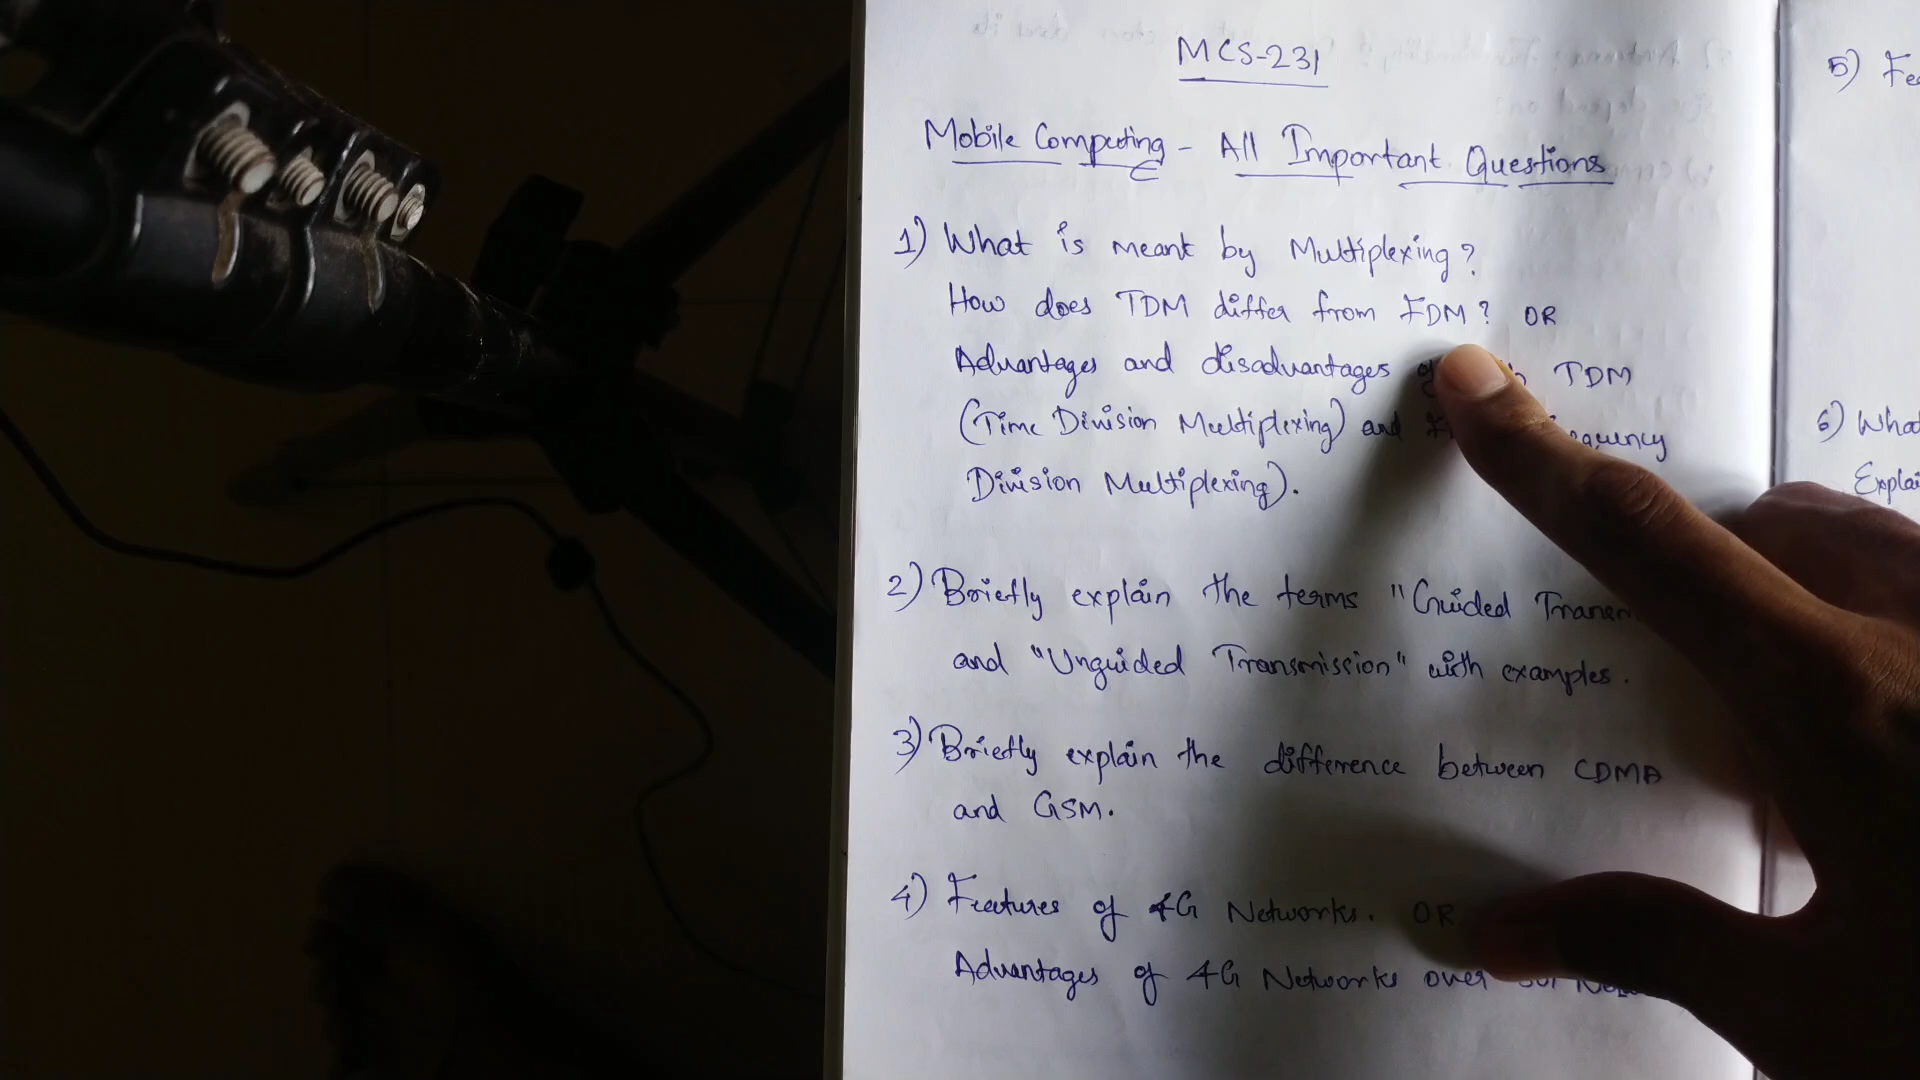 MCS-231
Mobile Computing - All Important Questions
1) What is meant by Multiplexing?
How does TDM differ from FDM? OR
Advantages and disadvantages TDM
(Time Division Multiplexing) and
Division Multiplexing).
2) Briefly explain the terms "Guided
and "Unguided Transmission" with examples.
3) Briefly explain the difference between CDMA
and GSM.
4) Features of 4G Networks. OR
Advantages of 4G Networks over
5)
6) What